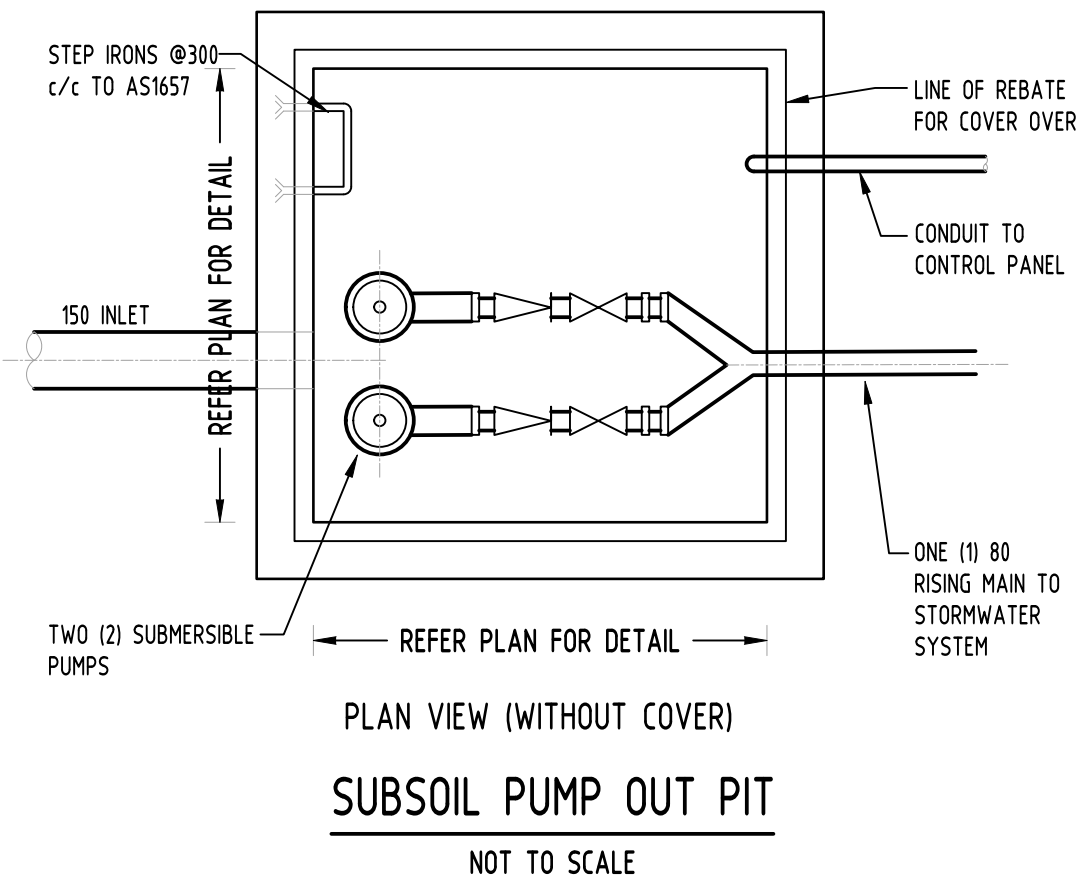 STEP IRONS @300
c/c TO AS1657
LINE OF REBATE
FOR COVER OVER
REFER PLAN FOR DETAIL
CONDUIT TO
CONTROL PANEL
150 INLET
ONE (1) 80
RISING MAIN TO
STORMWATER
SYSTEM
TWO (2) SUBMERSIBLE
PUMPS
REFER PLAN FOR DETAIL
PLAN VIEW (WITHOUT COVER)
SUBSOIL PUMP OUT PIT
NOT TO SCALE